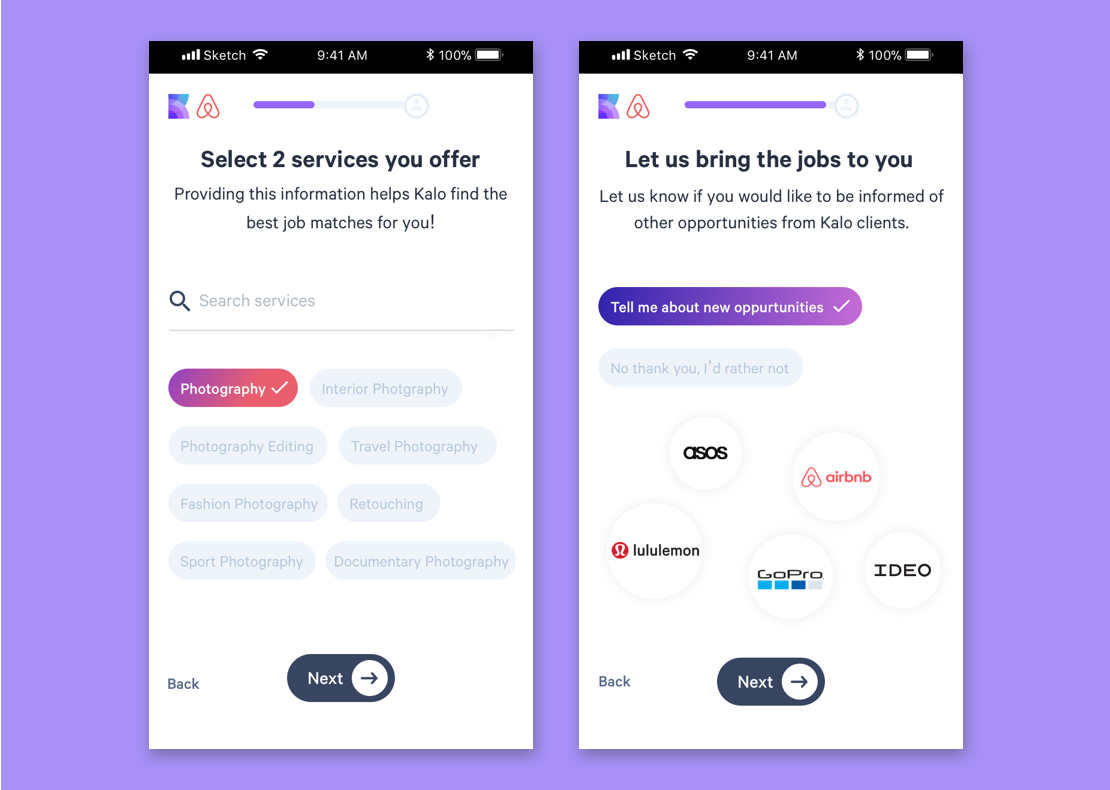 Sketch 9:41 AM 100%
Select 2 services you offer
Providing this information helps Kalo find the
best job matches for you!
Search services
Photography
Interior Photgraphy
Photography Editing
Travel Photography
Fashion Photography
Retouching
Sport Photography
Documentary Photography
Back
Next
Sketch 9:41 AM 100%
Let us bring the jobs to you
Let us know if you would like to be informed of
other opportunities from Kalo clients.
Tell me about new oppurtunities
No thank you, I'd rather not
asos
airbnb
lululemon
GoPro
IDEO
Back
Next